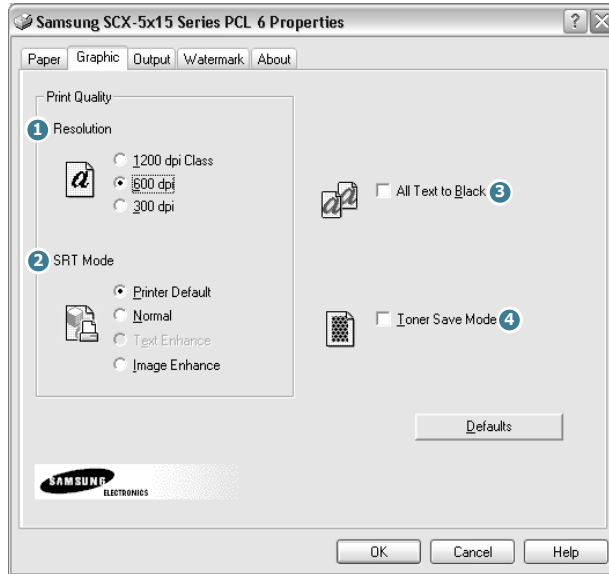 Samsung SCX-5x15 Series PCL 6 Properties
?
Paper
Graphic
Output
Watermark
About
Print Quality
1 Resolution
a
1200 dpi Class
600 dpi
300 dpi
2 SRT Mode
Printer Default
Normal
Text Enhance
Image Enhance
aa
All Text to Black 3
Toner Save Mode 4
Defaults
SAMSUNG
ELECTRONICS
OK
Cancel
Help